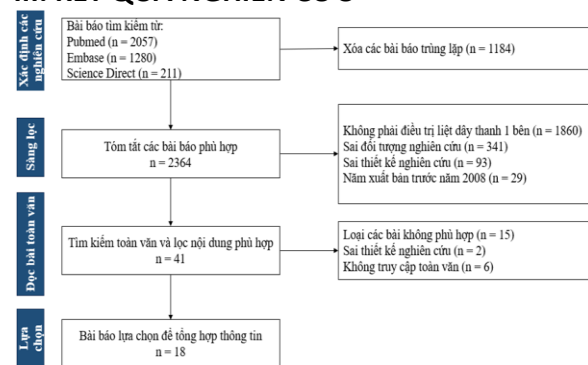 Xác định các
nghiên cứu
Bài báo tìm kiếm từ:
Pubmed (n = 2057)
Embase (n = 1280)
Science Direct (n = 211)
Xóa các bài báo trùng lặp (n = 1184)
Sàng lọc
Tóm tắt các bài báo phù hợp
n = 2364
Không phải điều trị liệt dây thanh 1 bên (n = 1860)
Sai đối tượng nghiên cứu (n = 341)
Sai thiết kế nghiên cứu (n = 93)
Năm xuất bản trước năm 2008 (n = 29)
Đọc bài toàn văn
Tìm kiếm toàn văn và lọc nội dung phù hợp
n = 41
Loại các bài không phù hợp (n = 15)
Sai thiết kế nghiên cứu (n = 2)
Không truy cập toàn văn (n = 6)
Lựa
chọn
Bài báo lựa chọn để tổng hợp thông tin
n = 18